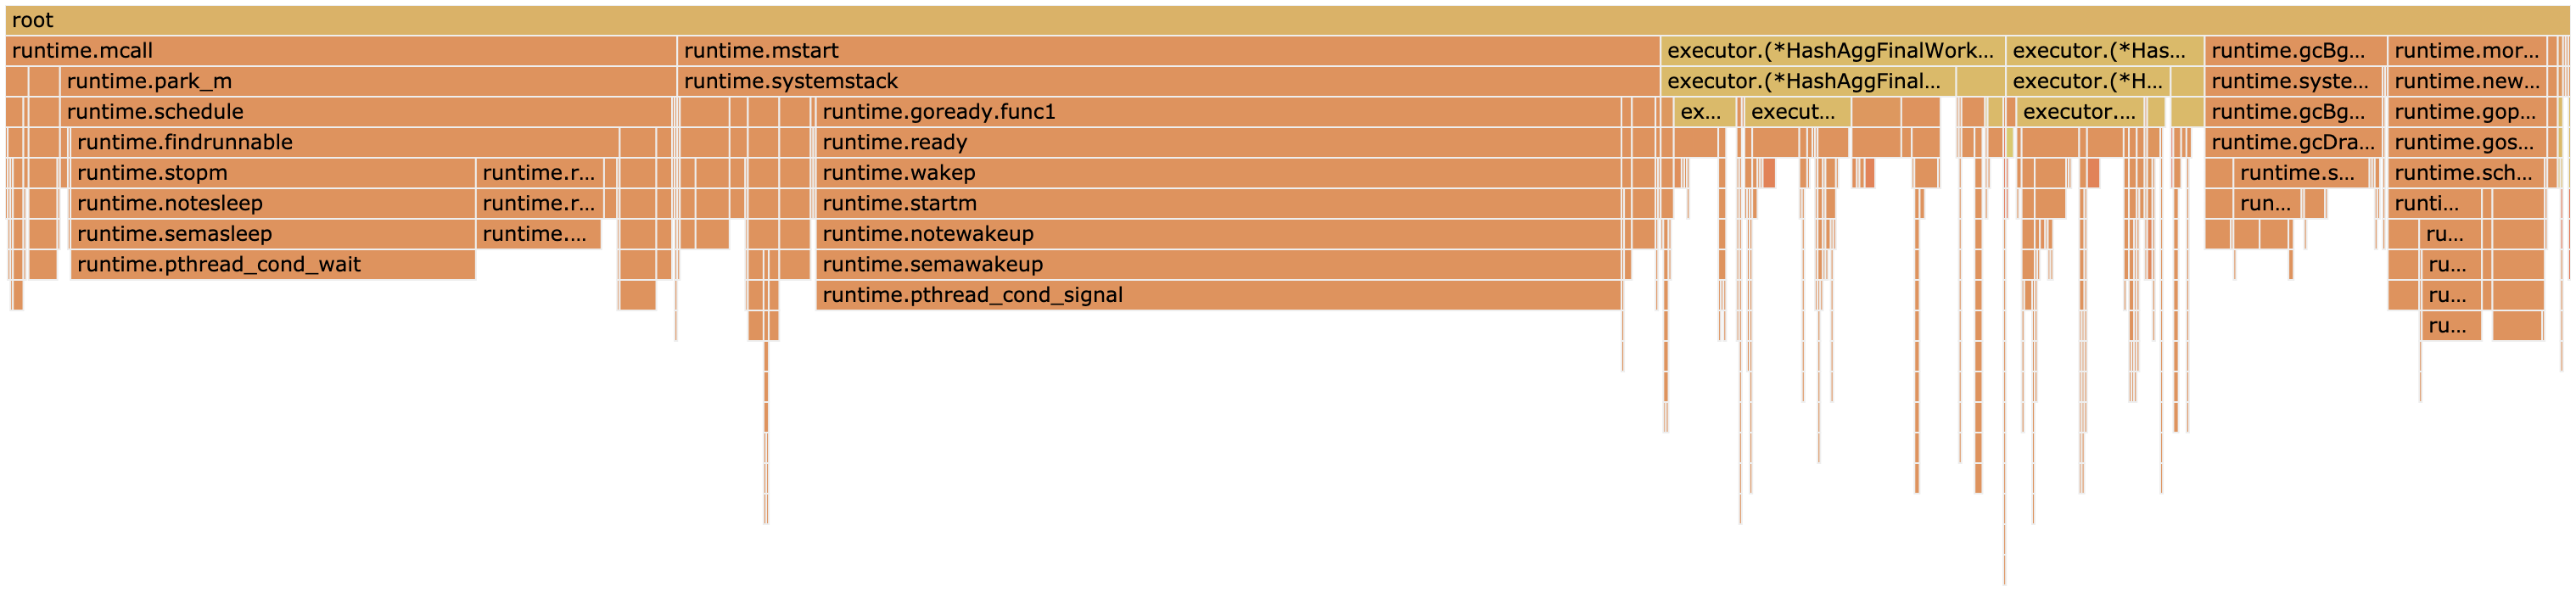 root
runtime.mcall runtime.mstart executor.(*HashAggFinalWork... executor.(*Has... runtime.gcBg... runtime.mor...
runtime.park_m runtime.systemstack executor.(*HashAggFinal... executor.(*H... runtime.syste... runtime.new...
runtime.schedule runtime.goready.func1 ex... execut... executor.... runtime.gcBg... runtime.gop...
runtime.findrunnable runtime.ready runtime.gcDra... runtime.gos...
runtime.stopm runtime.r... runtime.wakep runtime.s... runtime.sch...
runtime.notesleep runtime.r... runtime.startm run... runti...
runtime.semasleep runtime.... runtime.notewakeup ru...
runtime.pthread_cond_wait runtime.semawakeup ru...
runtime.pthread_cond_signal ru...
ru...